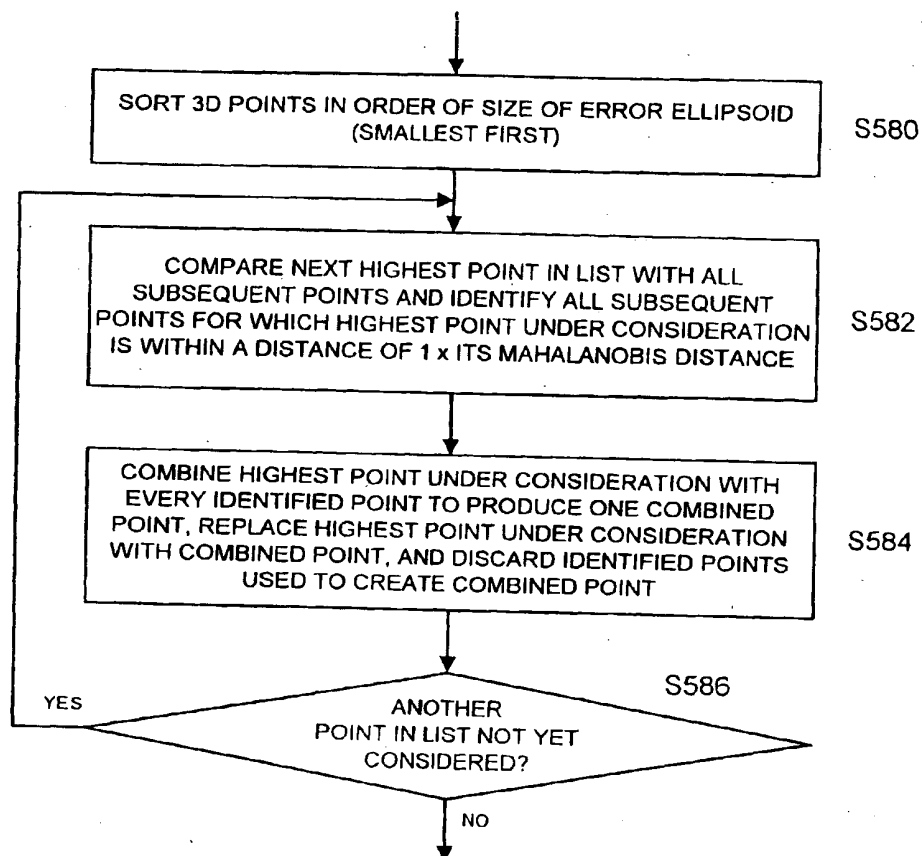 SORT 3D POINTS IN ORDER OF SIZE OF ERROR ELLIPSOID
(SMALLEST FIRST)
S580
COMPARE NEXT HIGHEST POINT IN LIST WITH ALL
SUBSEQUENT POINTS AND IDENTIFY ALL SUBSEQUENT
POINTS FOR WHICH HIGHEST POINT UNDER CONSIDERATION
IS WITHIN A DISTANCE OF 1 x ITS MAHALANOBIS DISTANCE
S582
COMBINE HIGHEST POINT UNDER CONSIDERATION WITH
EVERY IDENTIFIED POINT TO PRODUCE ONE COMBINED
POINT, REPLACE HIGHEST POINT UNDER CONSIDERATION
WITH COMBINED POINT, AND DISCARD IDENTIFIED POINTS
USED TO CREATE COMBINED POINT
S584
S586
YES
ANOTHER
POINT IN LIST NOT YET
CONSIDERED?
NO